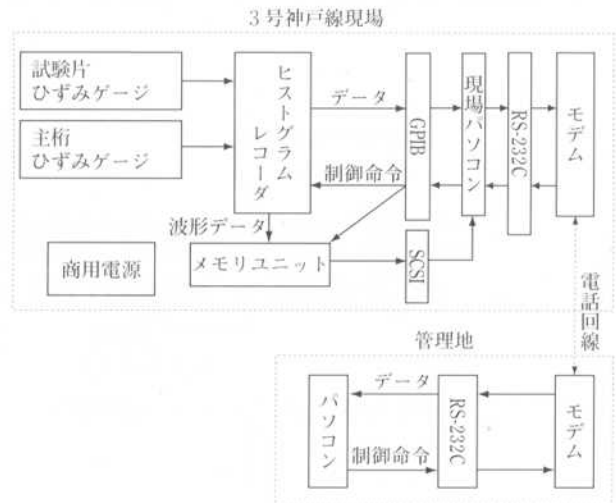 3号神戸線現場
試験片
ひずみゲージ
主桁
ひずみゲージ
ヒストグラム
レコーダ
データ
制御命令
GPIB
現場パソコン
RS-232C
モデム
波形データ
メモリユニット
SCSI
商用電源
電話回線
管理地
パソコン
データ
制御命令
RS-232C
モデム